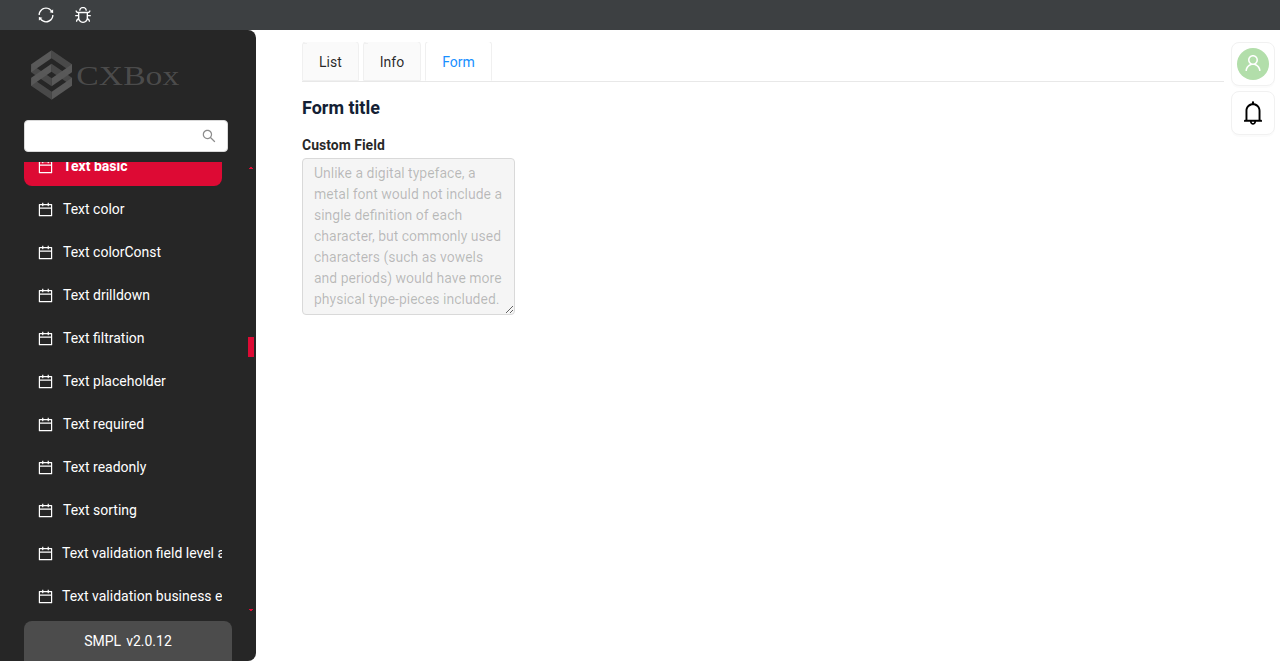 CXBox
List Info Form
Form title
Custom Field
Unlike a digital typeface, a
metal font would not include a
single definition of each
character, but commonly used
characters (such as vowels
and periods) would have more
physical type-pieces included.
Text basic
Text color
Text colorConst
Text drilldown
Text filtration
Text placeholder
Text required
Text readonly
Text sorting
Text validation field level a
Text validation business e
SMPL v2.0.12